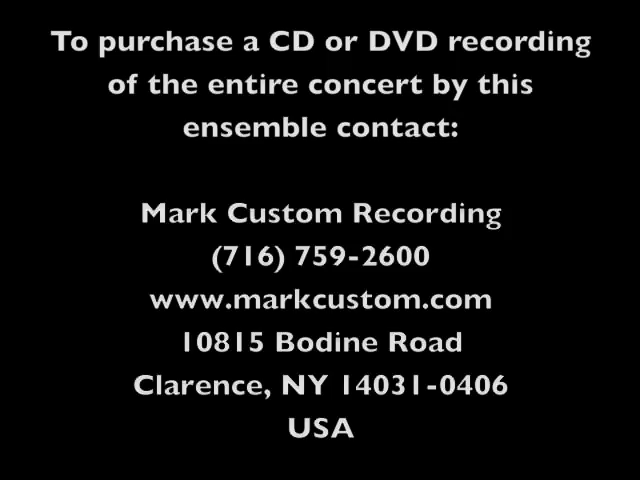 To purchase a CD or DVD recording
of the entire concert by this
ensemble contact:
Mark Custom Recording
(716) 759-2600
www.markcustom.com
10815 Bodine Road
Clarence, NY 14031-0406
USA